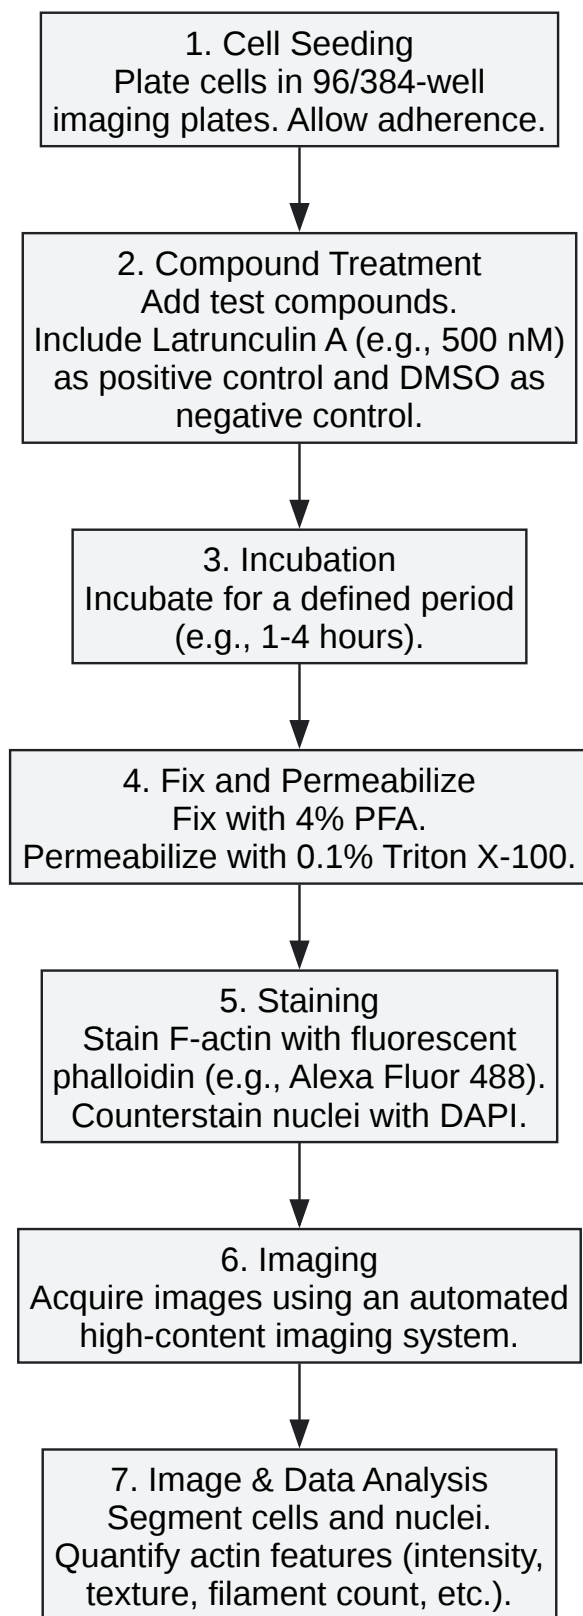 1. Cell Seeding
Plate cells in 96/384-well
imaging plates. Allow adherence.
2. Compound Treatment
Add test compounds.
Include Latrunculin A (e.g., 500 nM)
as positive control and DMSO as
negative control.
3. Incubation
Incubate for a defined period
(e.g., 1-4 hours).
4. Fix and Permeabilize
Fix with 4% PFA.
Permeabilize with 0.1% Triton X-100.
5. Staining
Stain F-actin with fluorescent
phalloidin (e.g., Alexa Fluor 488).
Counterstain nuclei with DAPI.
6. Imaging
Acquire images using an automated
high-content imaging system.
7. Image & Data Analysis
Segment cells and nuclei.
Quantify actin features (intensity,
texture, filament count, etc.).